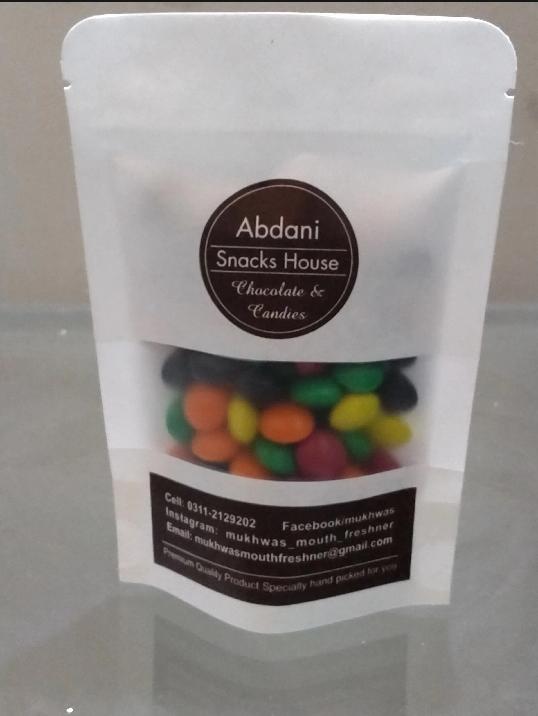 Abdani
Snacks House
Chocolate &
Candies
Cell: 0311-2129202 Facebook/mukhwas
Instagram: mukhwas_mouth_freshner
Email: mukhwasmouthfreshner@gmail.com
Premium Quality Product Specially hand picked for you